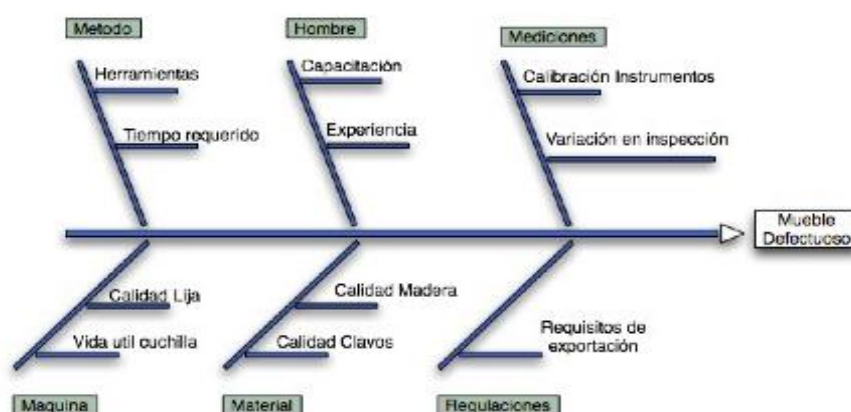 Metodo
Hombre
Mediciones
Herramientas
Capacitación
Calibración Instrumentos
Tiempo requerido
Experiencia
Variación en inspección
Mueble
Defectuoso
Calidad Lija
Calidad Madera
Vida util cuchilla
Calidad Clavos
Requisitos de
exportación
Maquina
Material
Regulaciones